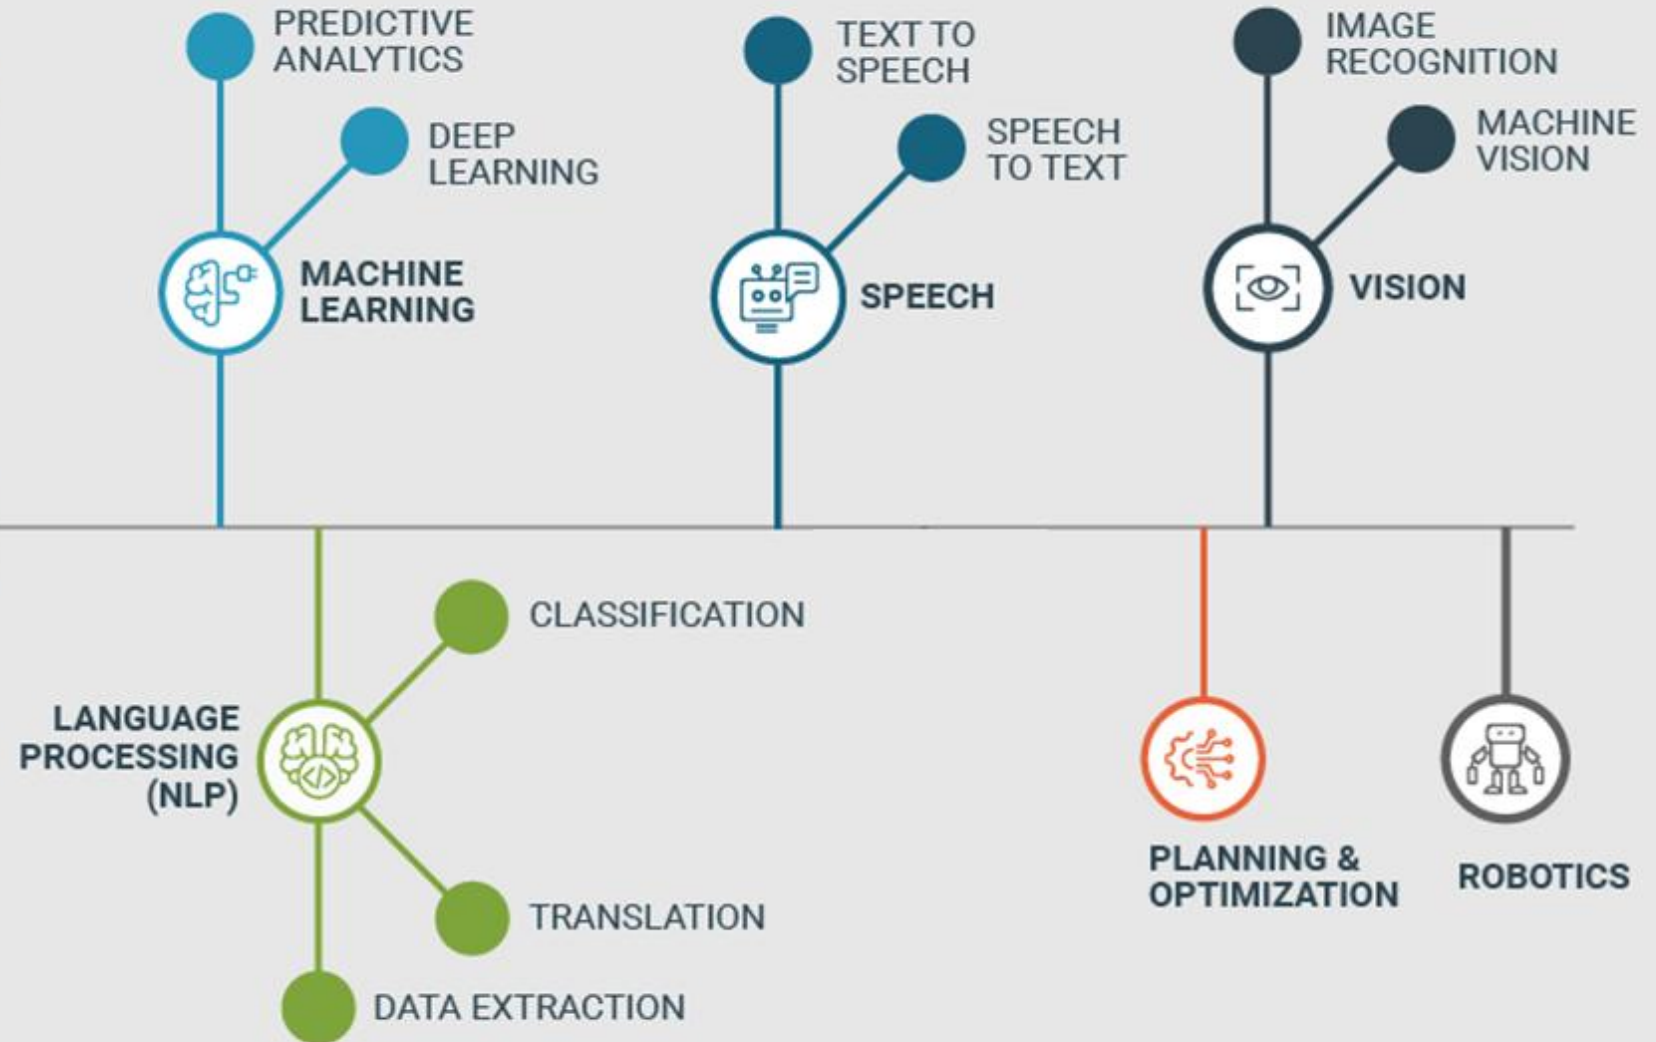 PREDICTIVE
ANALYTICS
DEEP
LEARNING
MACHINE
LEARNING
TEXT TO
SPEECH
SPEECH
TO TEXT
SPEECH
IMAGE
RECOGNITION
MACHINE
VISION
VISION
LANGUAGE
PROCESSING
(NLP)
CLASSIFICATION
TRANSLATION
DATA EXTRACTION
PLANNING &
OPTIMIZATION
ROBOTICS